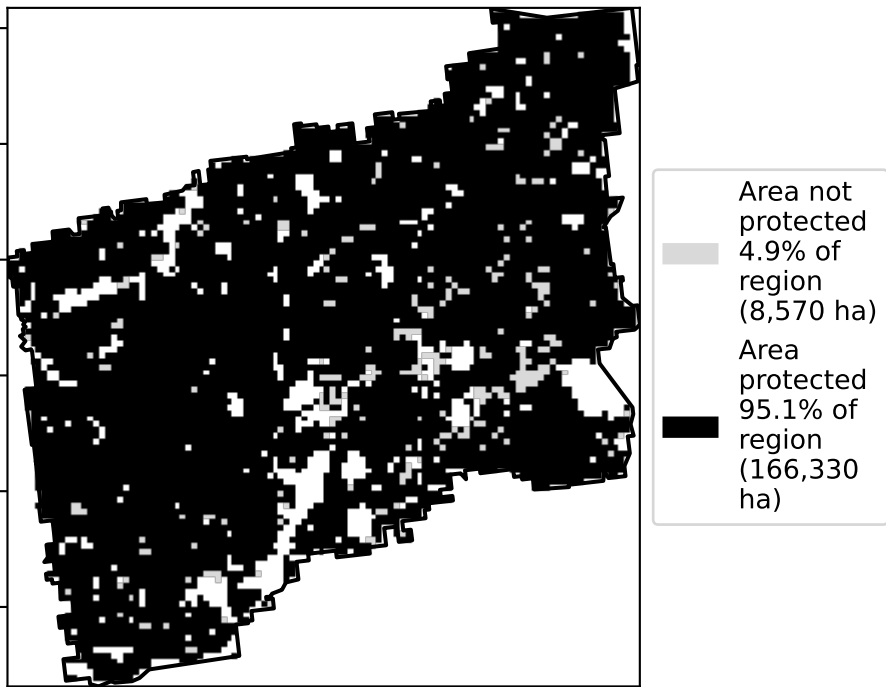 Area not
protected
4.9% of
region
(8,570 ha)
Area
protected
95.1% of
region
(166,330
ha)